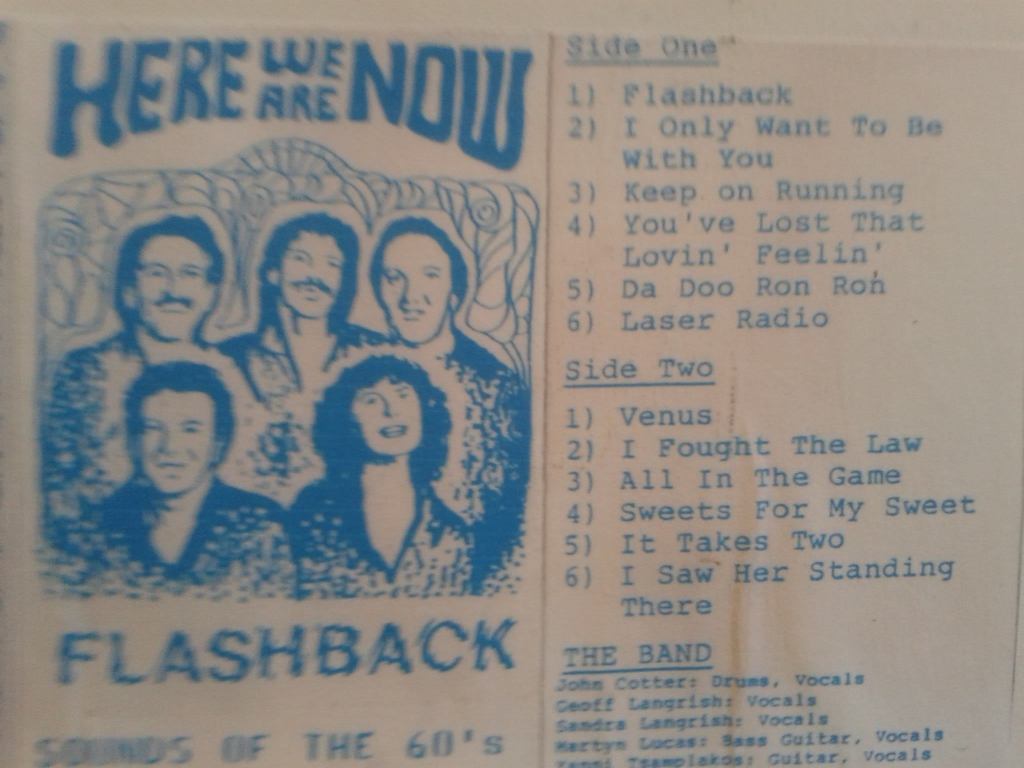 HERE WE ARE NOW
FLASHBACK
SOUNDS OF THE 60's
Side One
1) Flashback
2) I Only Want To Be
With You
3) Keep on Running
4) You've Lost That
Lovin' Feelin'
5) Da Doo Ron Ron
6) Laser Radio
Side Two
1) Venus
2) I Fought The Law
3) All In The Game
4) Sweets For My Sweet
5) It Takes Two
6) I Saw Her Standing
There
THE BAND
John Cotter: Drums, Vocals
Geoff Langrish: Vocals
Sandra Langrish: Vocals
Martyn Lucas: Bass Guitar, Vocals
Yanni Tsamplakos: Guitar, Vocals